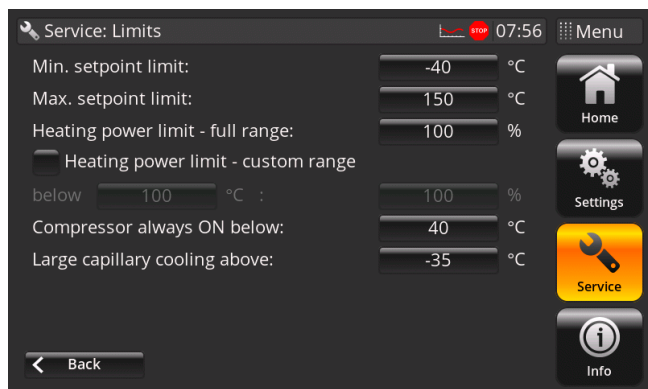 Service: Limits STOP 07:56 Menu
Min. setpoint limit: -40 °C
Max. setpoint limit: 150 °C
Home
Heating power limit - full range: 100 %
Heating power limit - custom range
below 100 °C : 100 %
Settings
Compressor always ON below: 40 °C
Large capillary cooling above: -35 °C
Service
Back
Info